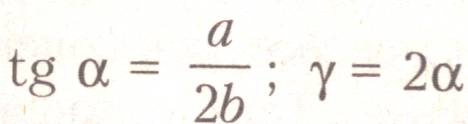 tg α = a/2b ; γ = 2α